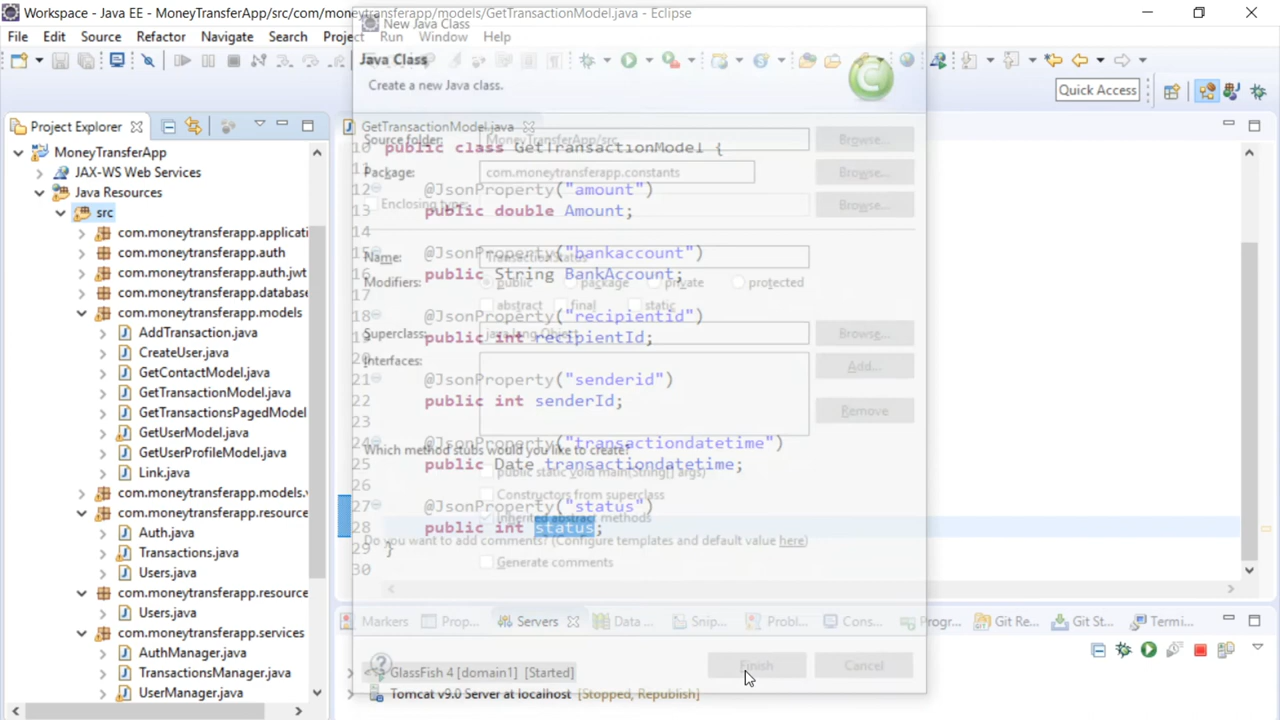 Workspace - Java EE - MoneyTransferApp/src/com/moneytransferapp/models/GetTransactionModel.java - Eclipse
New Java Class
File Edit Source Refactor Navigate Search Project Run Window Help
Java Class
Create a new Java class.
Quick Access
Project Explorer
GetTransactionModel.java
MoneyTransferApp
JAX-WS Web Services
Java Resources
src
com.moneytransferapp.applicati
com.moneytransferapp.auth
com.moneytransferapp.auth.jwt
com.moneytransferapp.database
com.moneytransferapp.models
AddTransaction.java
CreateUser.java
GetContactModel.java
GetTransactionModel.java
GetTransactionsPagedModel
GetUserModel.java
GetUserProfileModel.java
Link.java
com.moneytransferapp.models.v
com.moneytransferapp.resource
Auth.java
Transactions.java
Users.java
com.moneytransferapp.resource
Users.java
com.moneytransferapp.services
AuthManager.java
TransactionsManager.java
UserManager.java
Source folder: MoneyTransferApp/src Browse...
Package: com.moneytransferapp.constants Browse...
Enclosing type: Browse...
Name: TransactionStatus
Modifiers: public package private protected
abstract final static
Superclass: java.lang.Object Browse...
Interfaces: Add...
Remove
Which method stubs would you like to create?
public static void main(String[] args)
Constructors from superclass
Inherited abstract methods
Do you want to add comments? (Configure templates and default value here)
Generate comments
Finish Cancel
10 public class GetTransactionModel {
11
12 @JsonProperty("amount")
13 public double Amount;
14
15 @JsonProperty("bankaccount")
16 public String BankAccount;
17
18 @JsonProperty("recipientid")
19 public int recipientId;
20
21 @JsonProperty("senderid")
22 public int senderId;
23
24 @JsonProperty("transactiondatetime")
25 public Date transactiondatetime;
26
27 @JsonProperty("status")
28 public int status;
29 }
30
Markers Prop... Servers Data ... Snip... Probl... Cons... Progr... Git Re... Git St... Termi...
GlassFish 4 [domain1] [Started]
Tomcat v9.0 Server at localhost [Stopped, Republish]